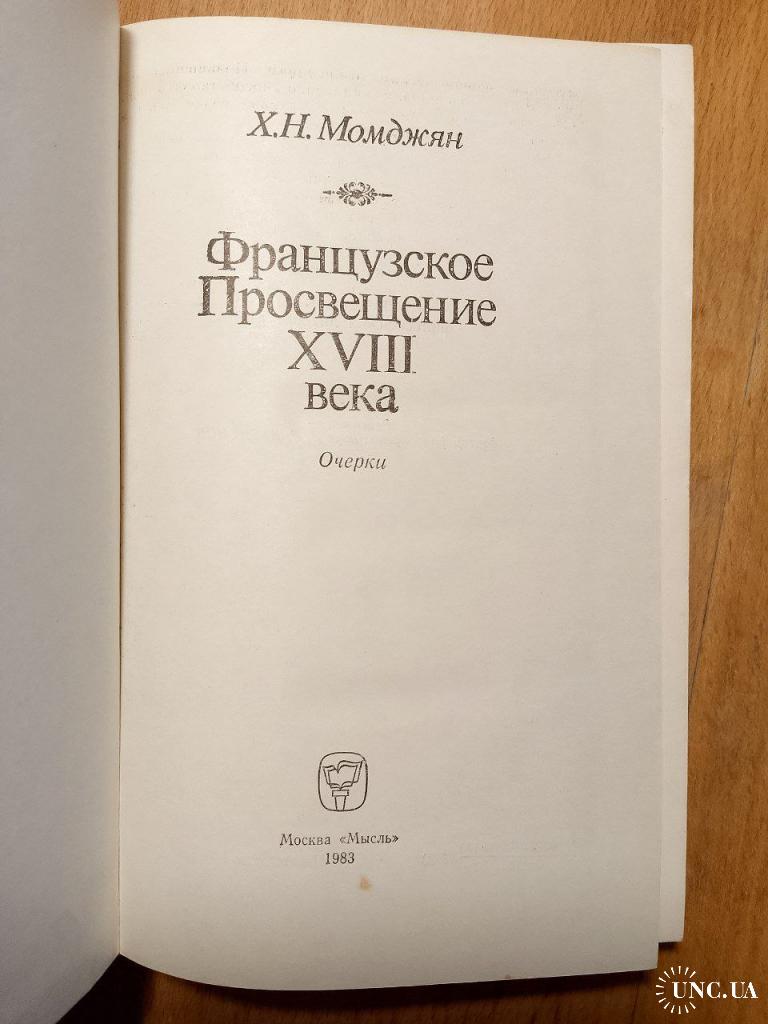 Х.Н. Момджян
Французское
Просвещение
XVIII
века
Очерки
Москва «Мысль»
1983
UNC.UA